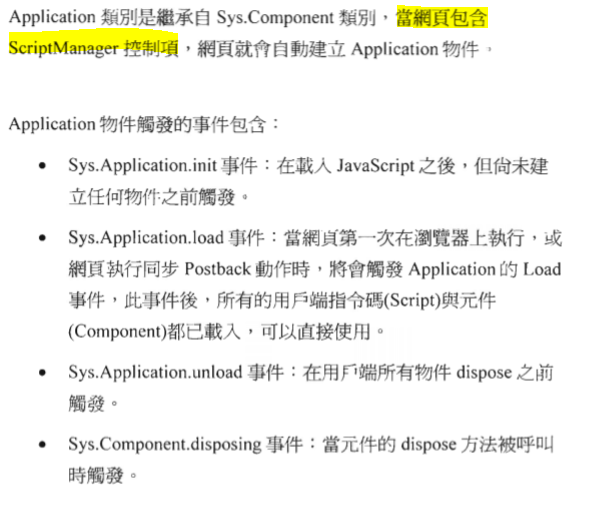 Application 類別是繼承自 Sys.Component 類別，當網頁包含
ScriptManager 控制項，網頁就會自動建立 Application 物件。
Application 物件觸發的事件包含：
• Sys.Application.init 事件：在載入 JavaScript 之後，但尚未建
立任何物件之前觸發。
• Sys.Application.load 事件：當網頁第一次在瀏覽器上執行，或
網頁執行同步 Postback 動作時，將會觸發 Application 的 Load
事件，此事件後，所有的用戶端指令碼(Script)與元件
(Component)都已載入，可以直接使用。
• Sys.Application.unload 事件：在用戶端所有物件 dispose 之前
觸發。
• Sys.Component.disposing 事件：當元件的 dispose 方法被呼叫
時觸發。